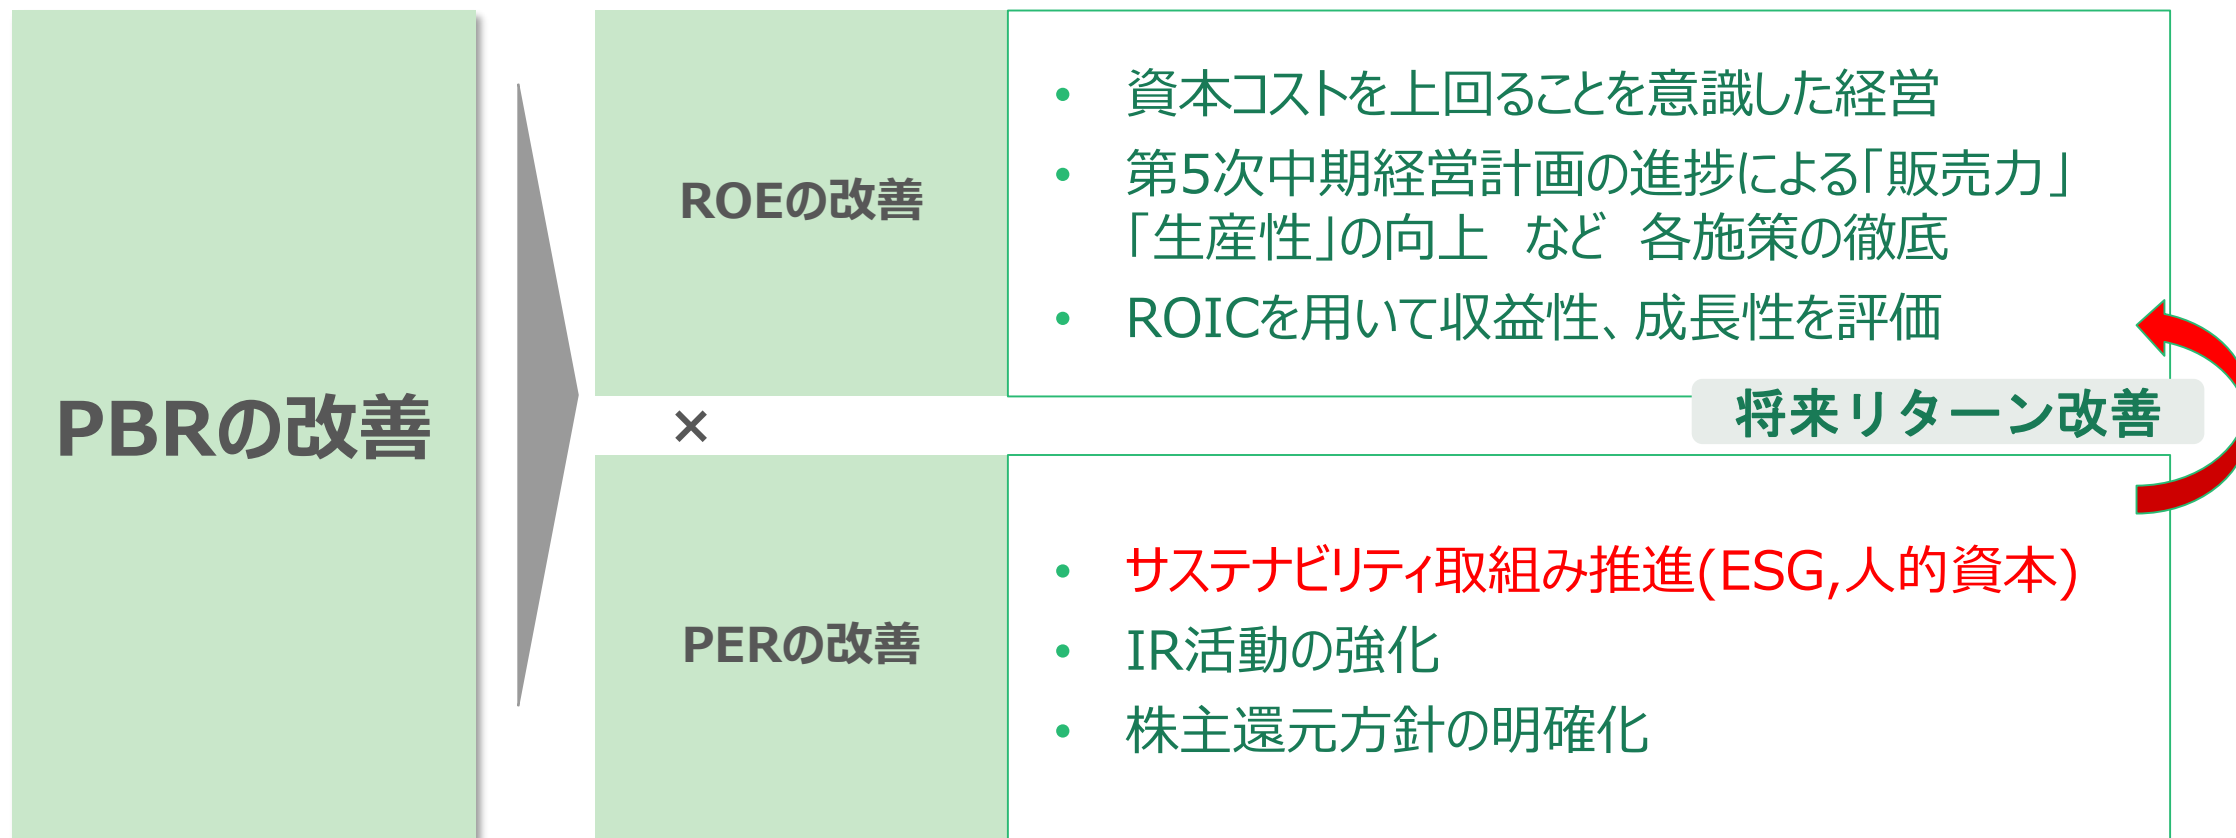 PBRの改善
ROEの改善
• 資本コストを上回ることを意識した経営
• 第5次中期経営計画の進捗による「販売力」
「生産性」の向上　など　各施策の徹底
• ROICを用いて収益性、成長性を評価
将来リターン改善
×
PERの改善
• サステナビリティ取組み推進(ESG,人的資本)
• IR活動の強化
• 株主還元方針の明確化